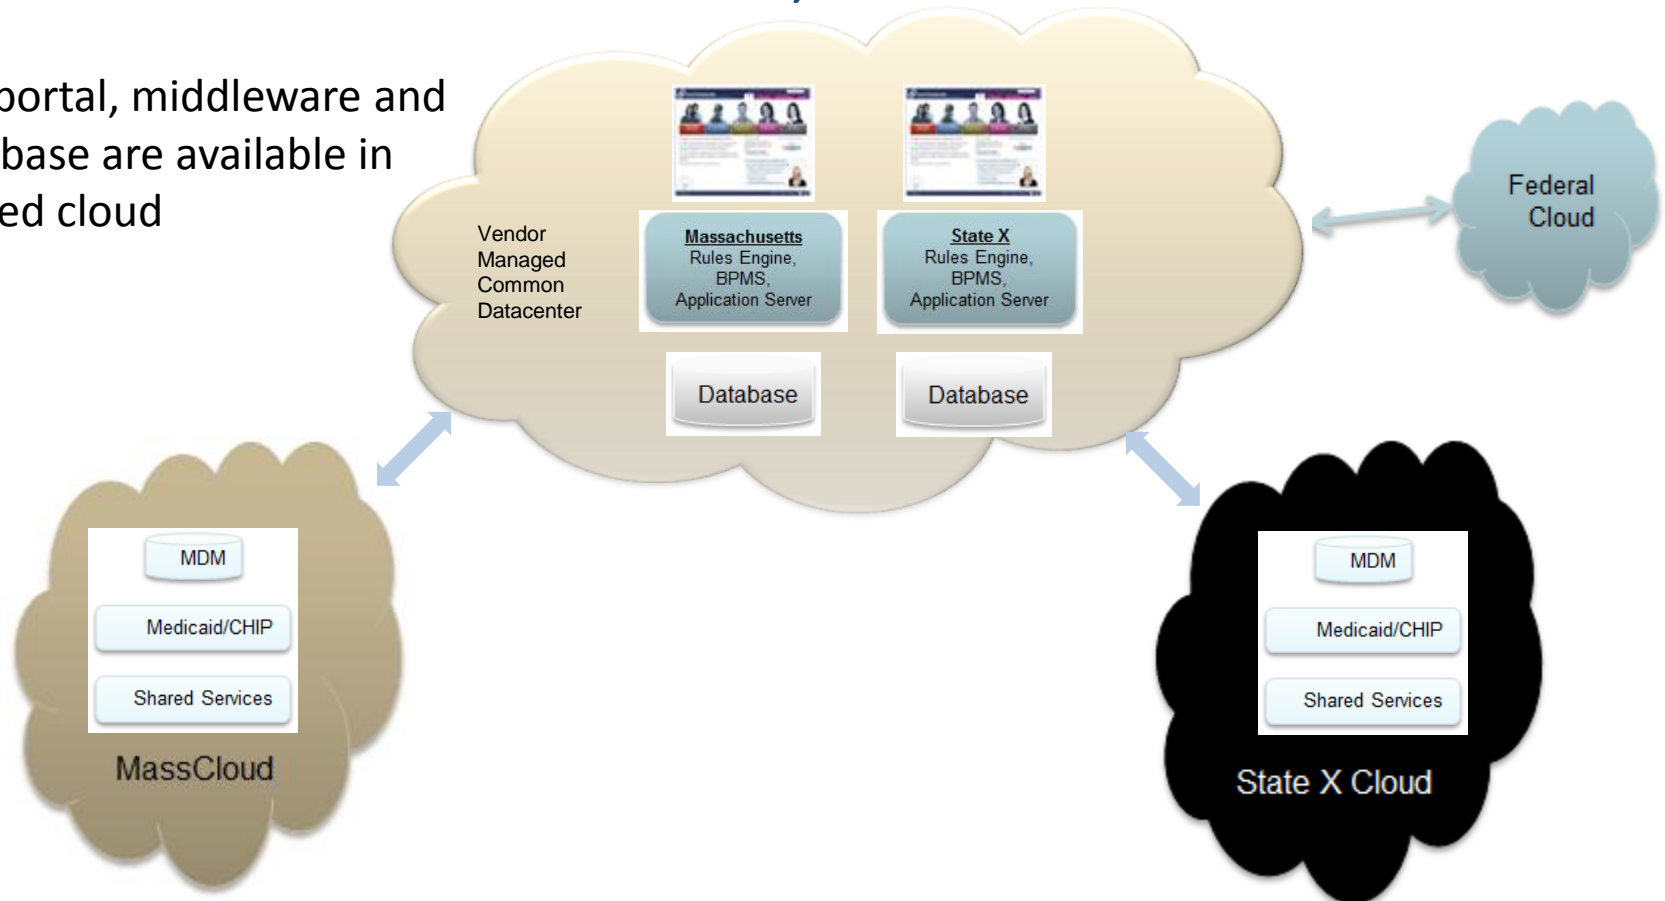 portal, middleware and
base are available in
ed cloud
Vendor
Managed
Common
Datacenter
Massachusetts
Rules Engine,
BPMS,
Application Server
State X
Rules Engine,
BPMS,
Application Server
Database
Database
Federal
Cloud
MDM
Medicaid/CHIP
Shared Services
MassCloud
MDM
Medicaid/CHIP
Shared Services
State X Cloud